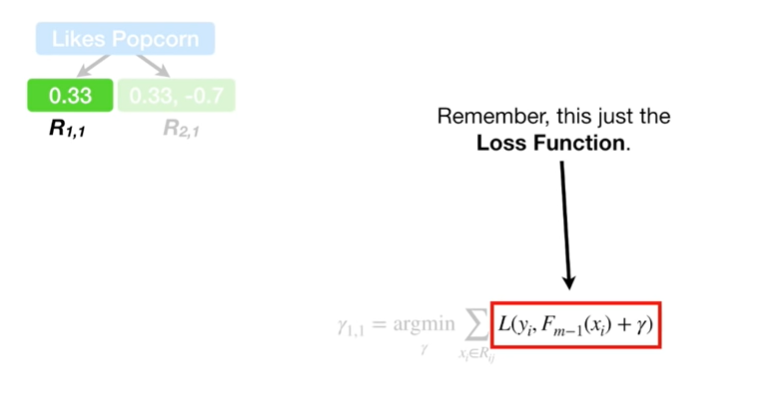 Likes Popcorn
0.33 0.33, -0.7
R1,1 R2,1
Remember, this just the
Loss Function.
γ1,1 = argmin γ ∑ xi∈Rij L(yi, Fm−1(xi) + γ)